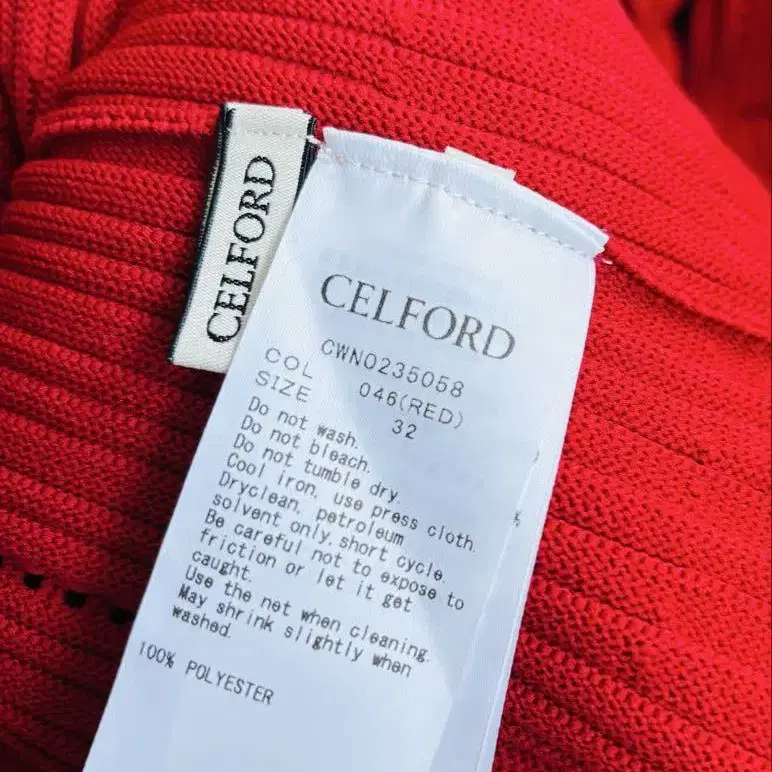 CELFORD
CELFORD
CWNO235058
COL 046(RED)
SIZE 32
Do not wash.
Do not bleach.
Do not tumble dry.
Cool iron, use press cloth.
Dryclean, petroleum
solvent only, short cycle.
Be careful not to expose to
friction or let it get
caught.
Use the net when cleaning.
May shrink slightly when
washed.
100% POLYESTER